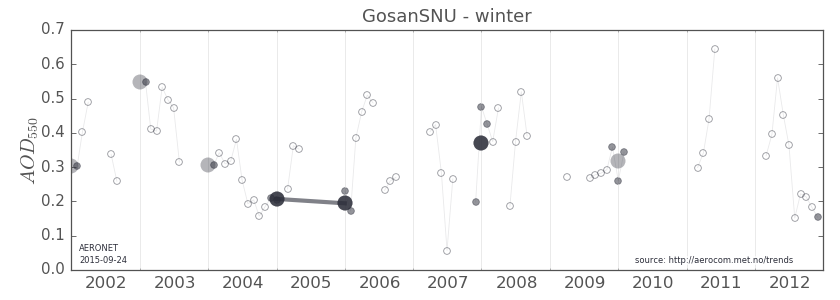 GosanSNU - winter
0.7
0.6
0.5
0.4
0.3
0.2
0.1
0.0
AOD550
AERONET
2015-09-24
source: http://aerocom.met.no/trends
2002 2003 2004 2005 2006 2007 2008 2009 2010 2011 2012